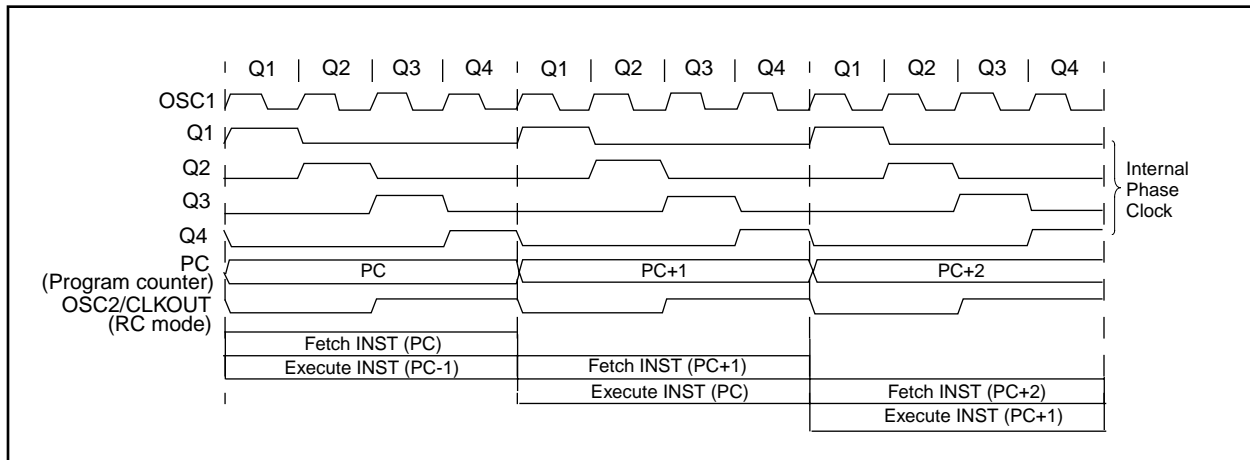 Q1 | Q2 | Q3 | Q4 | Q1 | Q2 | Q3 | Q4 | Q1 | Q2 | Q3 | Q4
OSC1
Q1
Q2
Q3
Q4
Internal
Phase
Clock
PC
(Program counter)
PC PC+1 PC+2
OSC2/CLKOUT
(RC mode)
Fetch INST (PC)
Execute INST (PC-1) Fetch INST (PC+1)
Execute INST (PC) Fetch INST (PC+2)
Execute INST (PC+1)